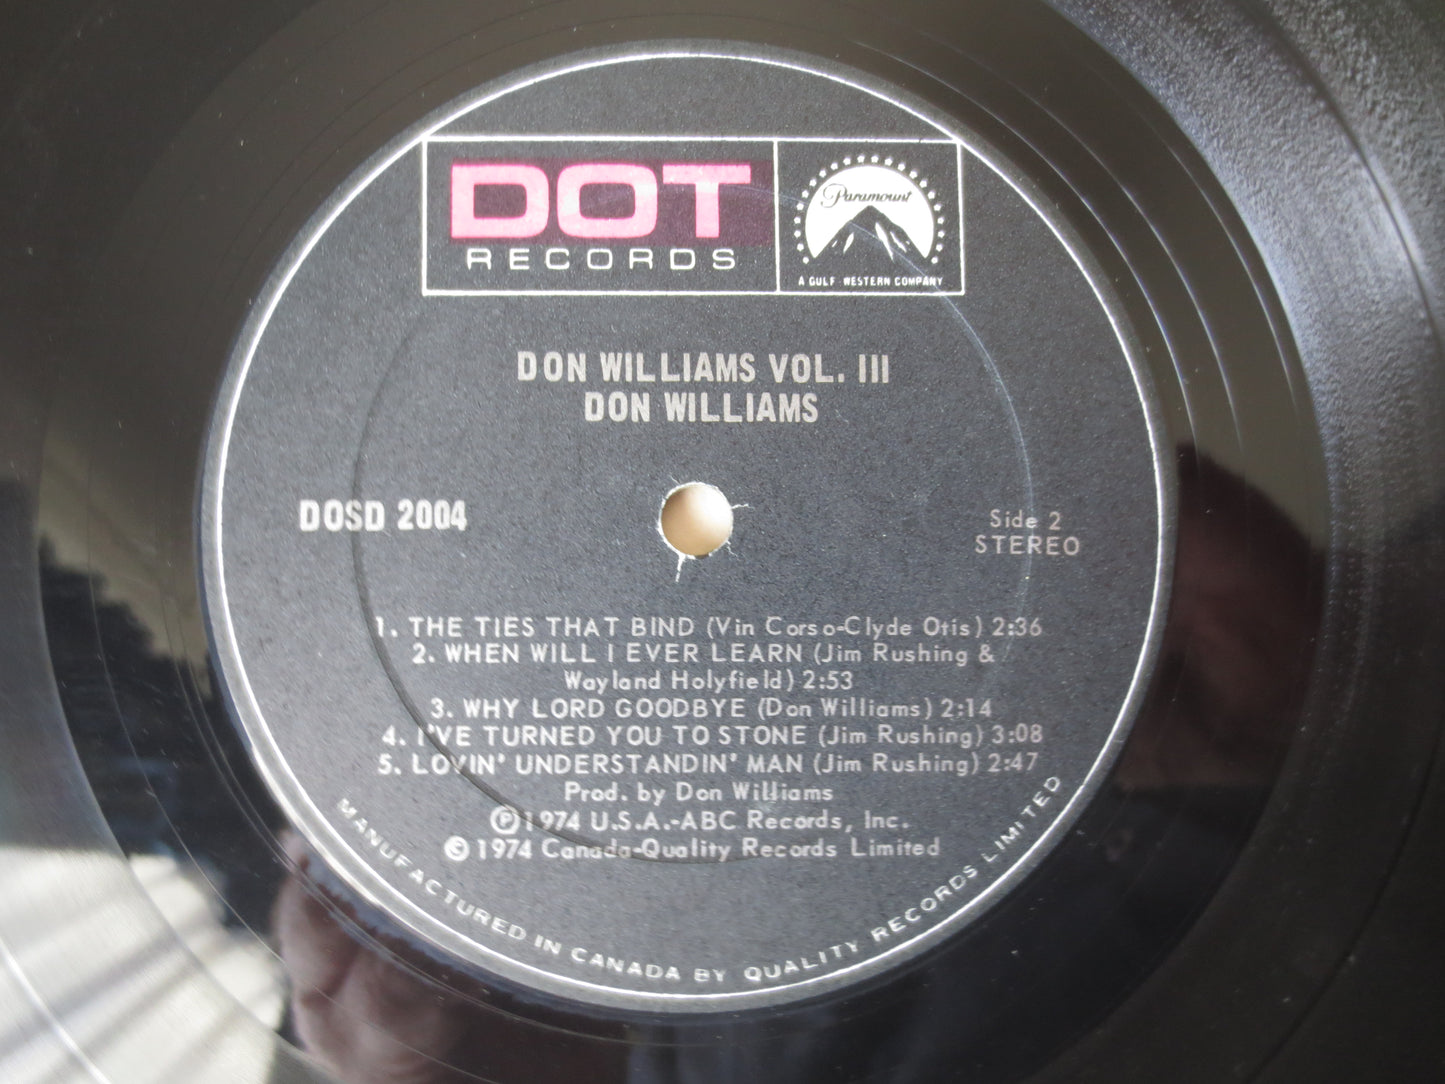 DOT
RECORDS
Paramount
A GULF + WESTERN COMPANY
DON WILLIAMS VOL. III
DON WILLIAMS
DOSD 2004
Side 2
STEREO
1. THE TIES THAT BIND (Vin Corso-Clyde Otis) 2:36
2. WHEN WILL I EVER LEARN (Jim Rushing &
Wayland Holyfield) 2:53
3. WHY LORD GOODBYE (Don Williams) 2:14
4. I'VE TURNED YOU TO STONE (Jim Rushing) 3:08
5. LOVIN' UNDERSTANDIN' MAN (Jim Rushing) 2:47
Prod. by Don Williams
Ⓟ1974 U.S.A.-ABC Records, Inc.
© 1974 Canada-Quality Records Limited
MANUFACTURED IN CANADA BY QUALITY RECORDS LIMITED